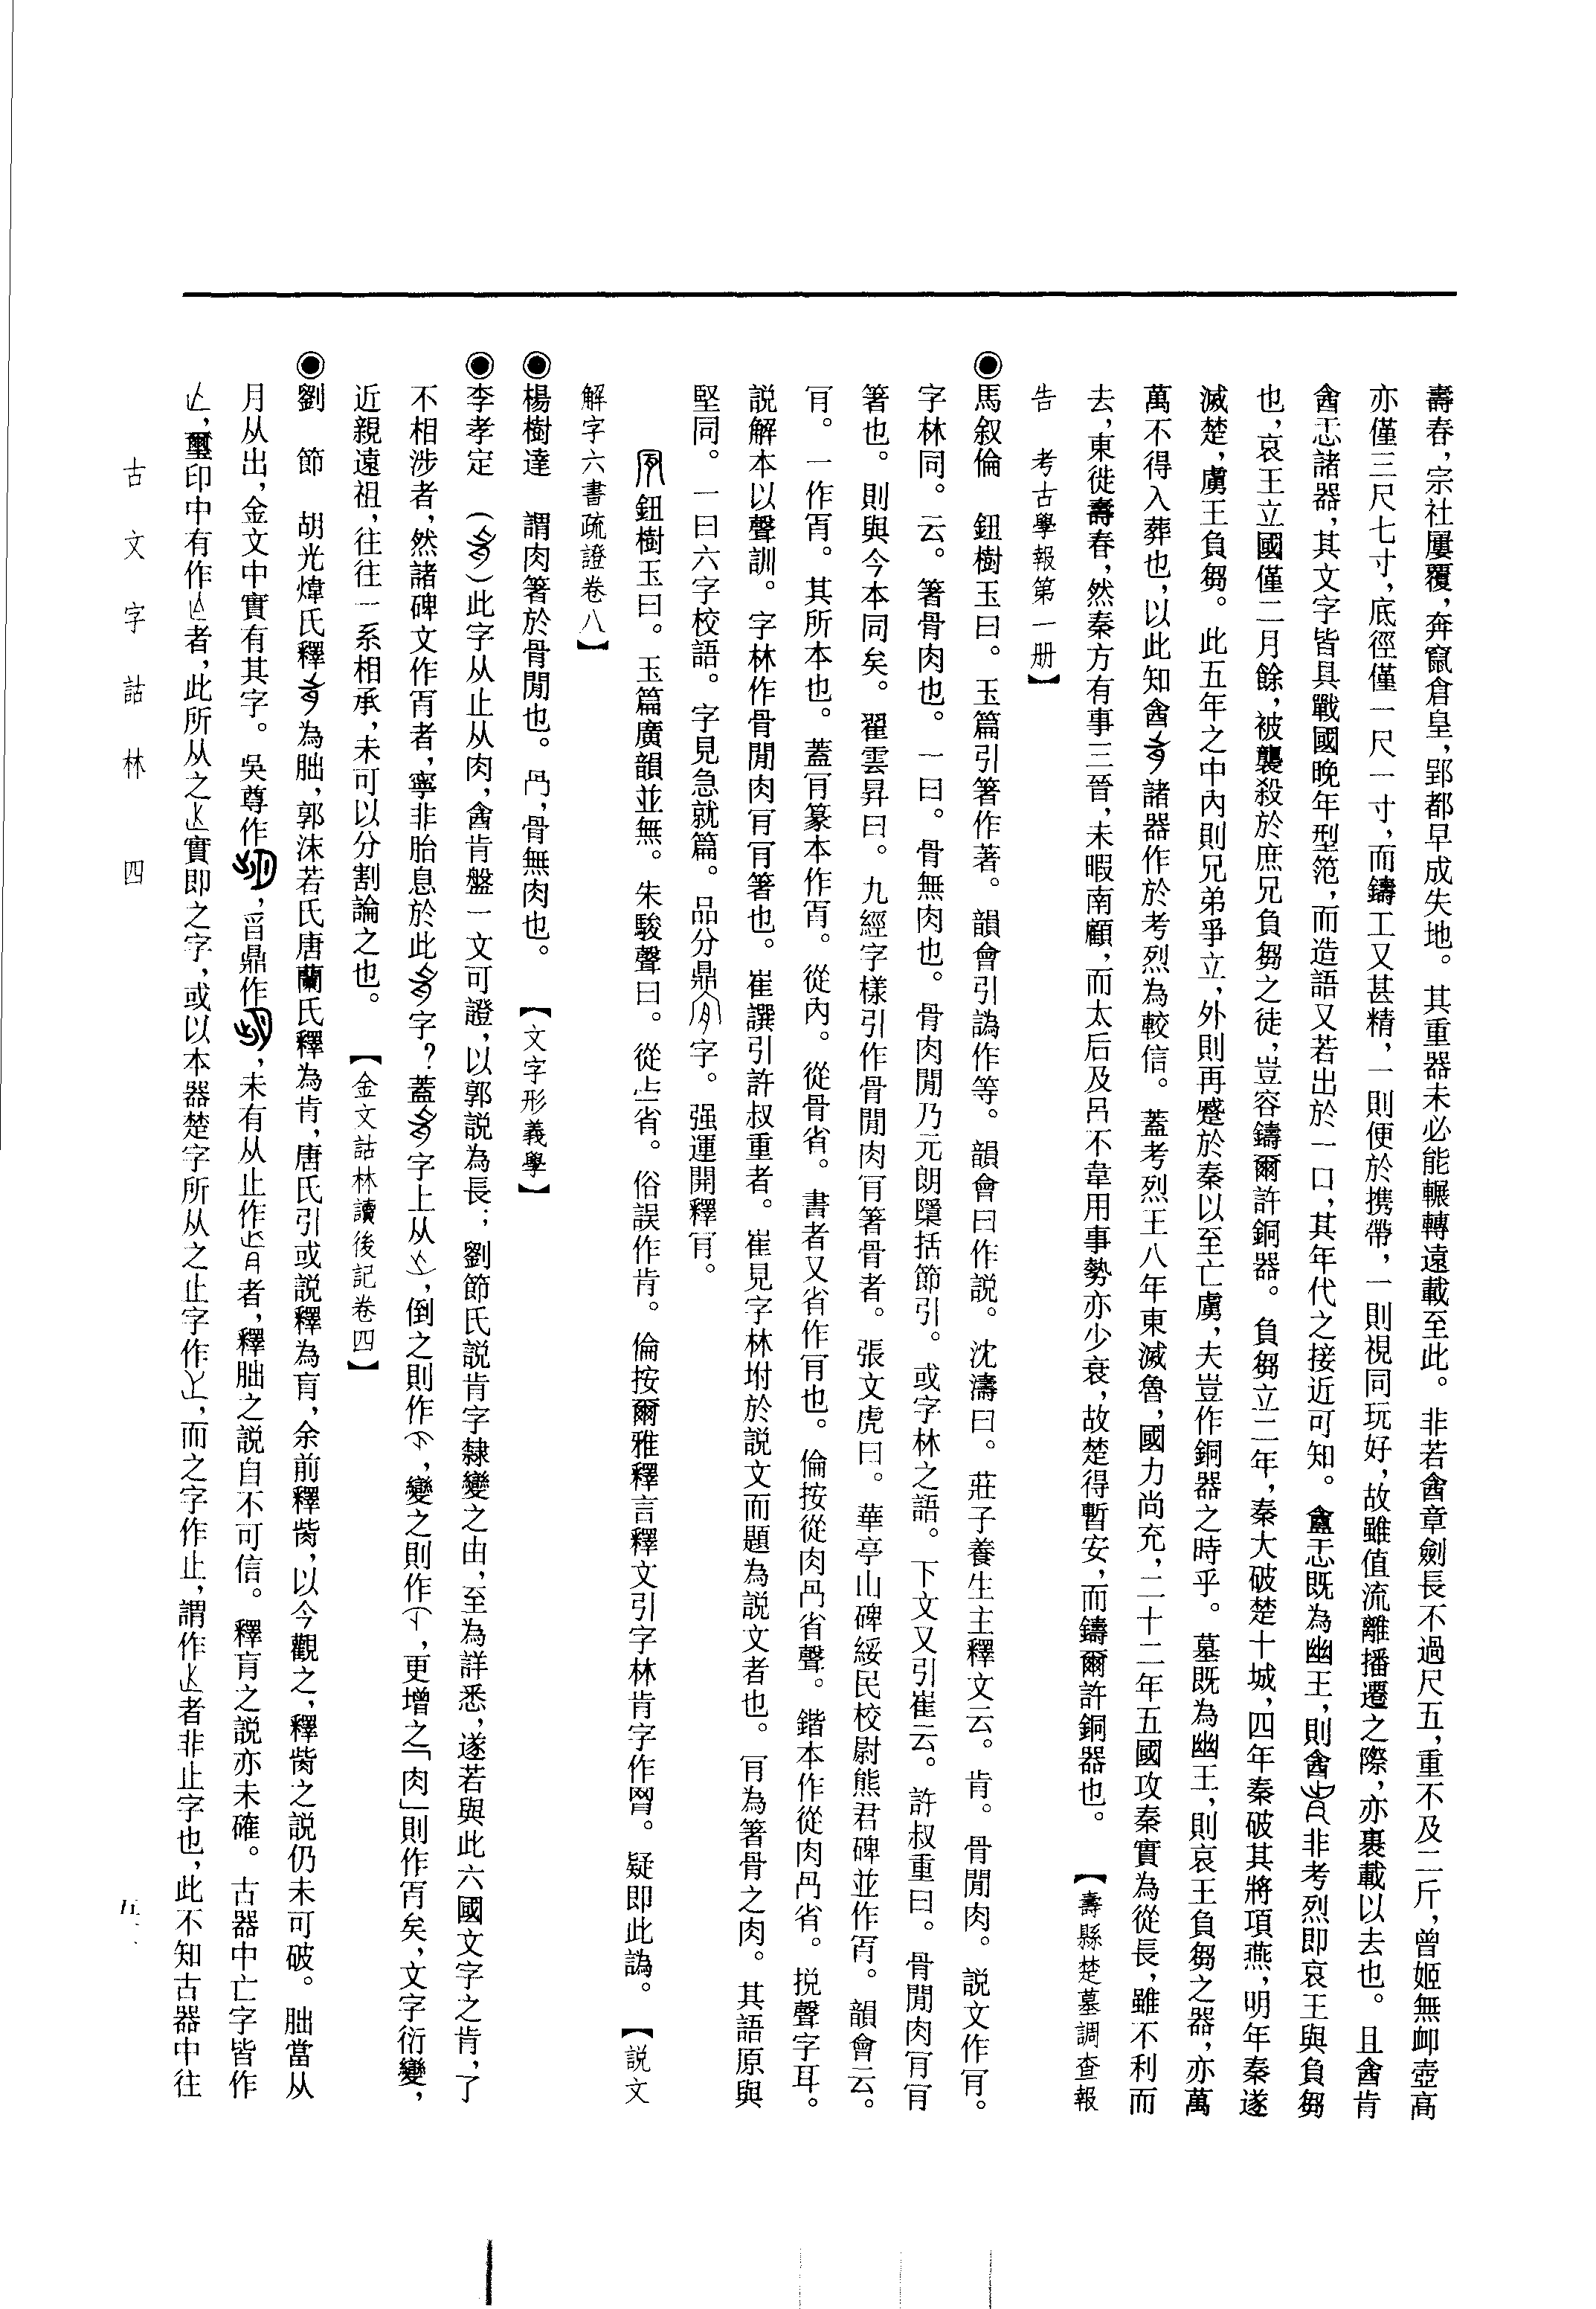 壽春，宗社屢覆，奔竄倉皇，郢都早成失地。其重器未必能輾轉遠載至此。非若酓章劍長不過尺五，重不及二斤，曾姬無卹壺高
亦僅三尺七寸，底徑僅一尺一寸，而鑄工又甚精，一則便於携帶，一則視同玩好，故雖值流離播遷之際，亦裹載以去也。且酓肯
酓忎諸器，其文字皆具戰國晚年型笵，而造語又若出於一口，其年代之接近可知。酓忎既為幽王，則酓非考烈即哀王與負芻
也，哀王立國僅二月餘，被襲殺於庶兄負芻之徒，豈容鑄爾許銅器。負芻立二年，秦大破楚十城，四年秦破其將項燕，明年秦遂
滅楚，虜王負芻。此五年之中內則兄弟爭立，外則再蹙於秦以至亡虜，夫豈作銅器之時乎。墓既為幽王，則哀王負芻之器，亦萬
萬不得入葬也，以此知酓諸器作於考烈為較信。蓋考烈王八年東滅魯，國力尚充，二十二年五國攻秦實為從長，雖不利而
去，東徙壽春，然秦方有事三晉，未暇南顧，而太后及呂不韋用事勢亦少衰，故楚得暫安，而鑄爾許銅器也。【壽縣楚墓調查報
告　考古學報第一册】
◉馬叙倫　鈕樹玉曰。玉篇引箸作著。韻會引譌作等。韻會曰作説。沈濤曰。莊子養生主釋文云。肯。骨閒肉。説文作肎。
字林同。云。箸骨肉也。一曰。骨無肉也。骨肉閒乃元朗隱括節引。或字林之語。下文又引崔云。許叔重曰。骨閒肉肎肎
箸也。則與今本同矣。翟雲昇曰。九經字樣引作骨閒肉肎箸骨者。張文虎曰。華亭山碑綏民校尉熊君碑並作肎。韻會云。
肎。一作肎。其所本也。蓋肎篆本作肎。從內。從骨省。書者又省作肎也。倫按從肉冎省聲。鍇本作從肉冎省。挩聲字耳。
説解本以聲訓。字林作骨閒肉肎肎箸也。崔譔引許叔重者。崔見字林坿於説文而題為説文者也。肎為箸骨之肉。其語原與
堅同。一曰六字校語。字見急就篇。品分鼎字。强運開釋肎。
鈕樹玉曰。玉篇廣韻並無。朱駿聲曰。從歺省。俗誤作肯。倫按爾雅釋言釋文引字林肯字作。疑即此譌。【説文
解字六書疏證卷八】
◉楊樹達　謂肉箸於骨閒也。冎，骨無肉也。【文字形義學】
◉李孝定　（）此字从止从肉，酓肯盤一文可證，以郭説為長；劉節氏説肯字隸變之由，至為詳悉，遂若與此六國文字之肯，了
不相涉者，然諸碑文作肎者，寧非胎息於此字？蓋字上从，倒之則作，變之則作，更增之「肉」則作肎矣，文字衍變，
近親遠祖，往往一系相承，未可以分割論之也。【金文詁林讀後記卷四】
◉劉　節　胡光煒氏釋為朏，郭沫若氏唐蘭氏釋為肯，唐氏引或説釋為肓，余前釋胔，以今觀之，釋胔之説仍未可破。朏當从
月从出，金文中實有其字。吳尊作，曶鼎作，未有从止作者，釋朏之説自不可信。釋肓之説亦未確。古器中亡字皆作
，璽印中有作者，此所从之實即之字，或以本器楚字所从之止字作，而之字作止，謂作者非止字也，此不知古器中往
古文字詁林　四